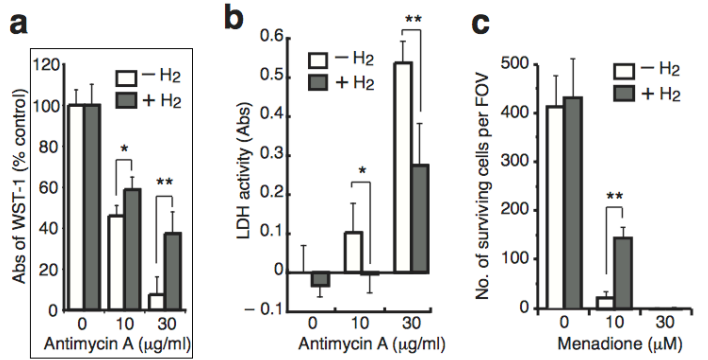 a
Abs of WST-1 (% control)
120
100
80
60
40
20
0
− H2
+ H2
*
**
0 10 30
Antimycin A (μg/ml)
b
LDH activity (Abs)
0.6
0.4
0.3
0.2
0.1
0
− 0.1
− H2
+ H2
*
**
0 10 30
Antimycin A (μg/ml)
c
No. of surviving cells per FOV
500
400
300
200
100
0
− H2
+ H2
**
0 10 30
Menadione (μM)